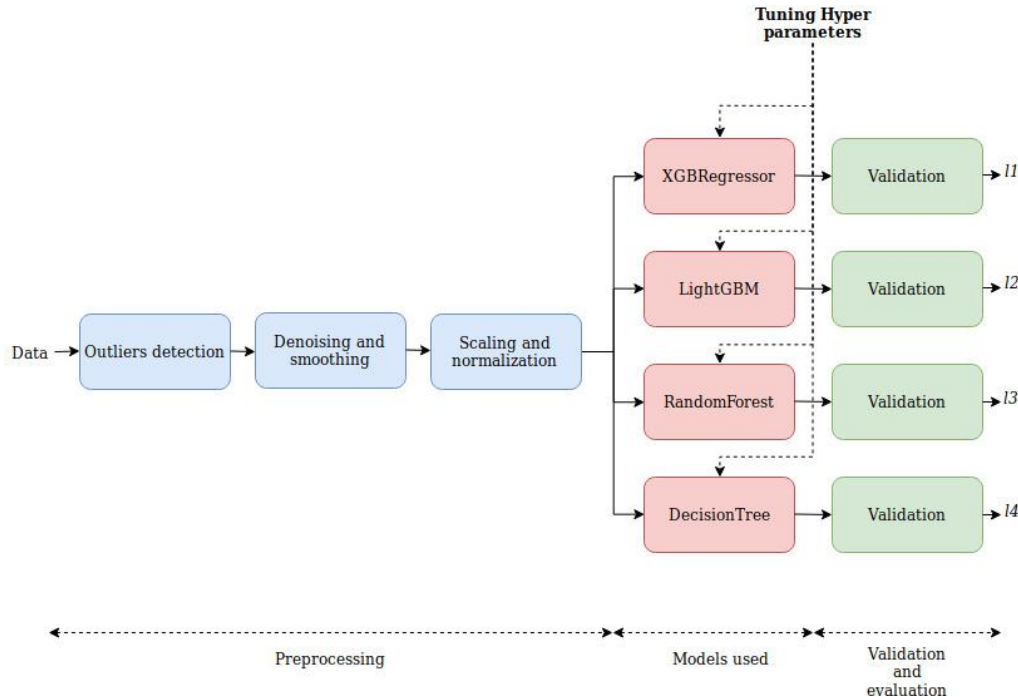 Tuning Hyper
parameters
XGBRegressor
Validation
l1
LightGBM
Validation
l2
Data
Outliers detection
Denoising and
smoothing
Scaling and
normalization
RandomForest
Validation
l3
DecisionTree
Validation
l4
Preprocessing
Models used
Validation
and
evaluation